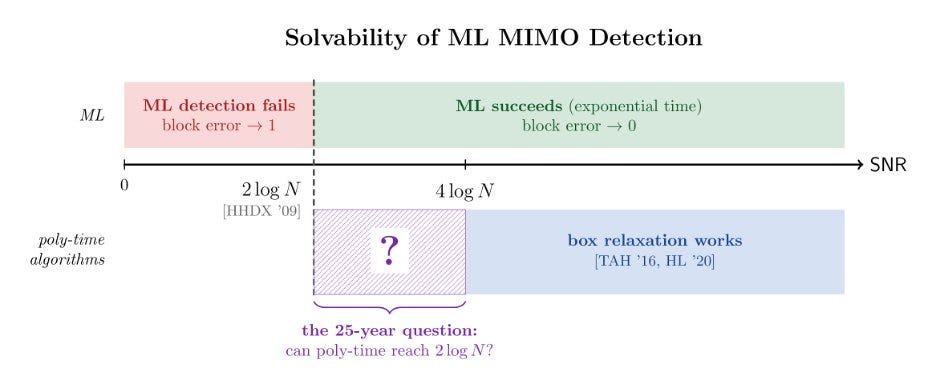 Solvability of ML MIMO Detection
ML
ML detection fails
block error → 1
ML succeeds (exponential time)
block error → 0
SNR
0
2 log N
[HHDX '09]
4 log N
poly-time
algorithms
?
box relaxation works
[TAH '16, HL '20]
the 25-year question:
can poly-time reach 2 log N?